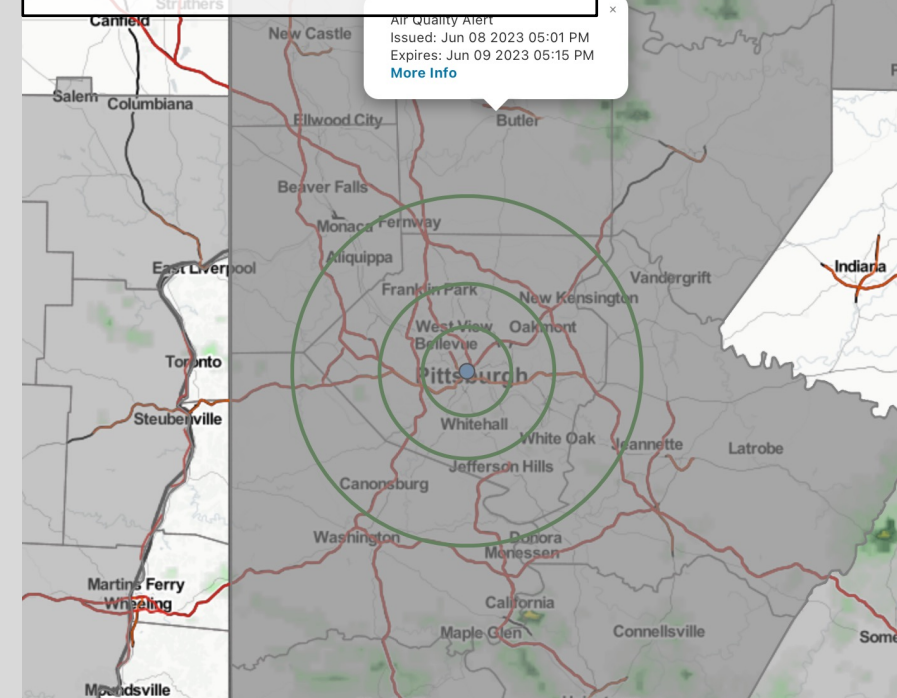 Struthers
Canfield
Air Quality Alert
Issued: Jun 08 2023 05:01 PM
Expires: Jun 09 2023 05:15 PM
More Info
×
New Castle
Salem
Columbiana
Ellwood City
Butler
Beaver Falls
Monaca
Fernway
Aliquippa
East Liverpool
Indiana
Franklin Park
New Kensington
Vandergrift
West View
Oakmont
Bellevue
Toronto
Pittsburgh
Steubenville
Whitehall
White Oak
Jeannette
Latrobe
Jefferson Hills
Canonsburg
Washington
Donora
Monessen
Martins Ferry
Wheeling
California
Maple Glen
Connellsville
Some
Moundsville